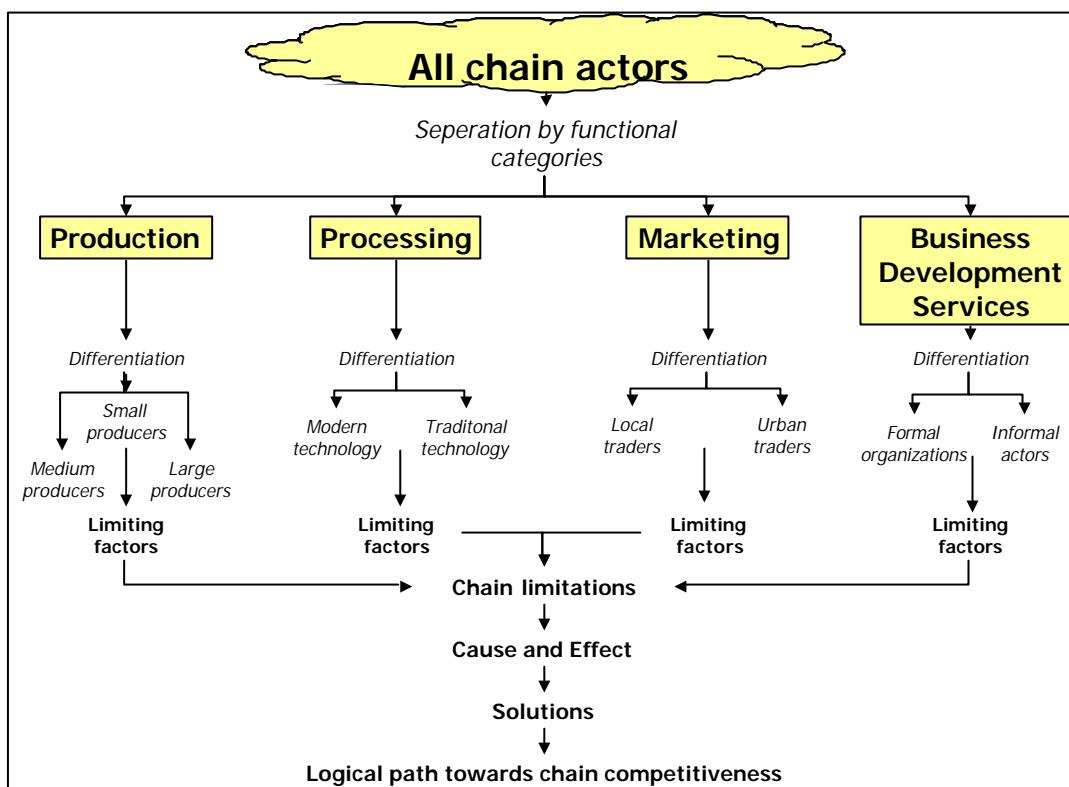 All chain actors
Seperation by functional
categories
Production
Processing
Marketing
Business
Development
Services
Differentiation
Differentiation
Differentiation
Differentiation
Small
producers
Medium
producers
Large
producers
Modern
technology
Traditonal
technology
Local
traders
Urban
traders
Formal
organizations
Informal
actors
Limiting
factors
Limiting
factors
Limiting
factors
Limiting
factors
Chain limitations
Cause and Effect
Solutions
Logical path towards chain competitiveness